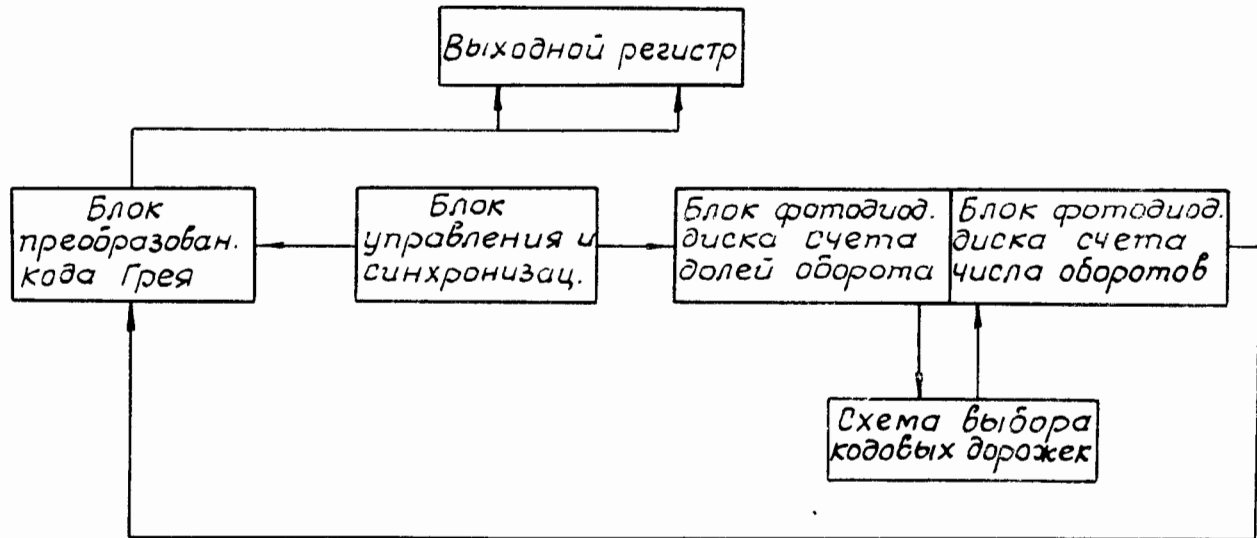 Выходной регистр
Блок
преобразован.
кода Грея
Блок
управления и
синхронизац.
Блок фотодиод.
диска счета
долей оборота
Блок фотодиод.
диска счета
числа оборотов
Схема выбора
кодовых дорожек